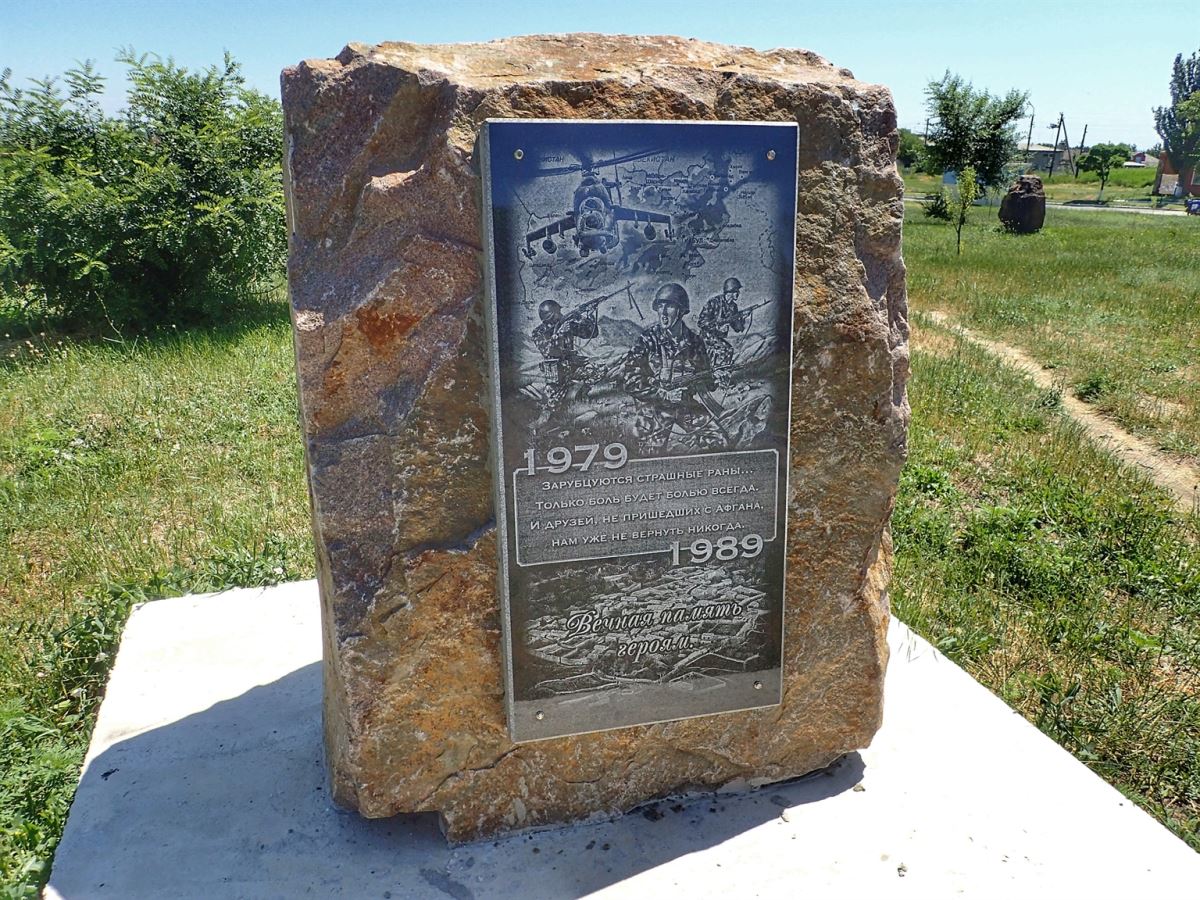 1979
Зарубцуются страшные раны...
Только боль будет болью всегда.
И друзей, не пришедших с Афгана,
нам уже не вернуть никогда.
1989
Вечная память
героям.